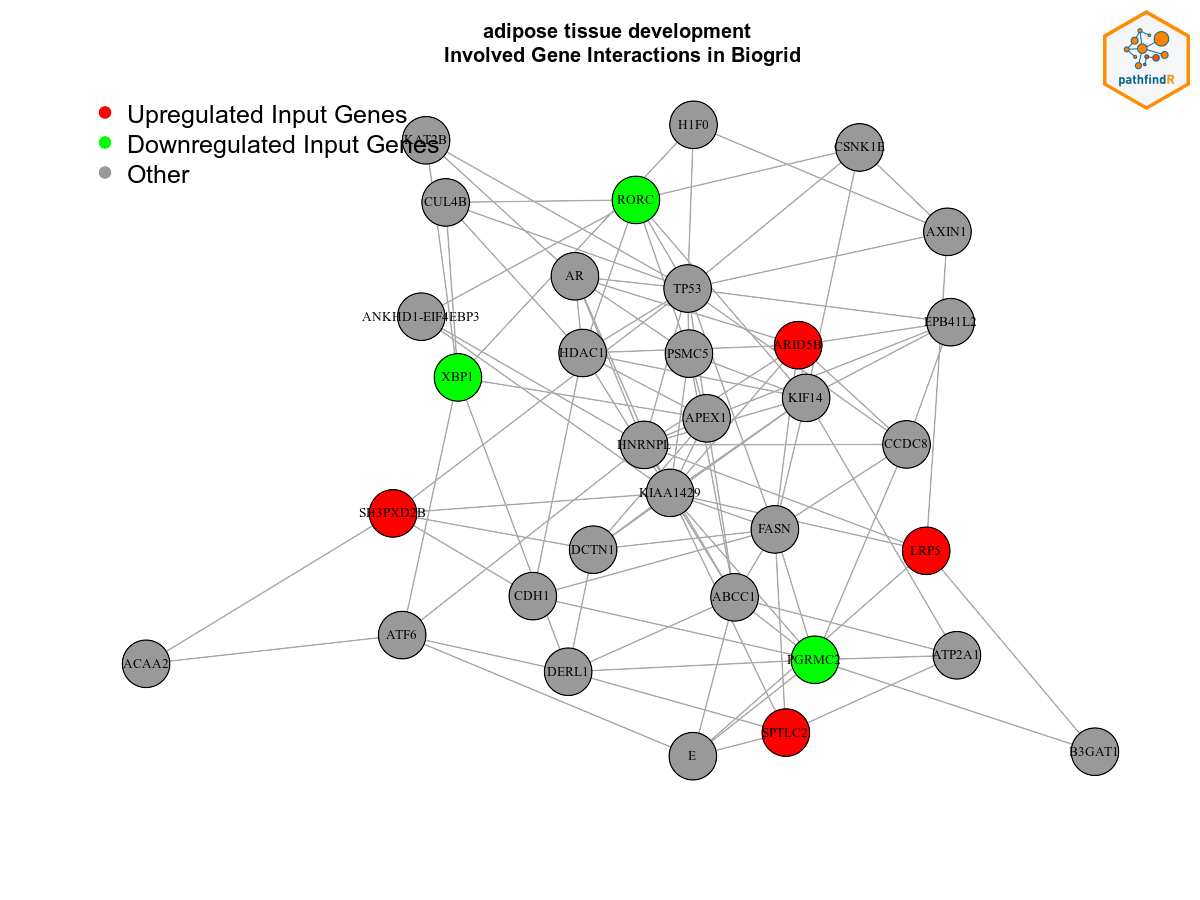 adipose tissue development
Involved Gene Interactions in Biogrid
pathfindR
Upregulated Input Genes
Downregulated Input Genes
Other
KAT2B
H1F0
CSNK1E
CUL4B
RORC
AXIN1
AR
TP53
ANKHD1-EIF4EBP3
EPB41L2
HDAC1
PSMC5
ARID5B
XBP1
KIF14
APEX1
HNRNPL
CCDC8
KIAA1429
SH3PXD2B
FASN
DCTN1
LRP5
CDH1
ABCC1
ATF6
ACAA2
DERL1
PGRMC2
ATP2A1
SPTLC2
E
B3GAT1